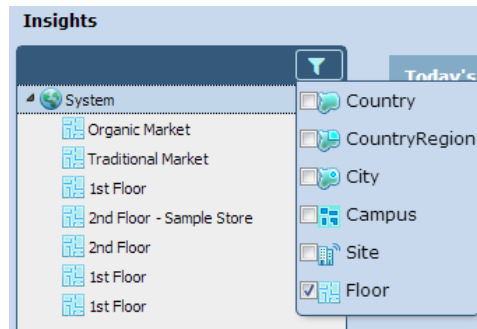 Insights
Today's
System
Organic Market
Traditional Market
1st Floor
2nd Floor - Sample Store
2nd Floor
1st Floor
1st Floor
Country
CountryRegion
City
Campus
Site
Floor